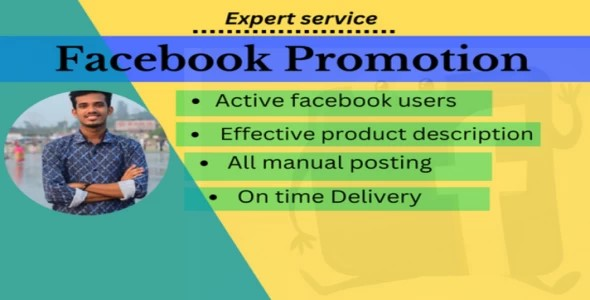 Expert service
Facebook Promotion
• Active facebook users
• Effective product description
• All manual posting
• On time Delivery